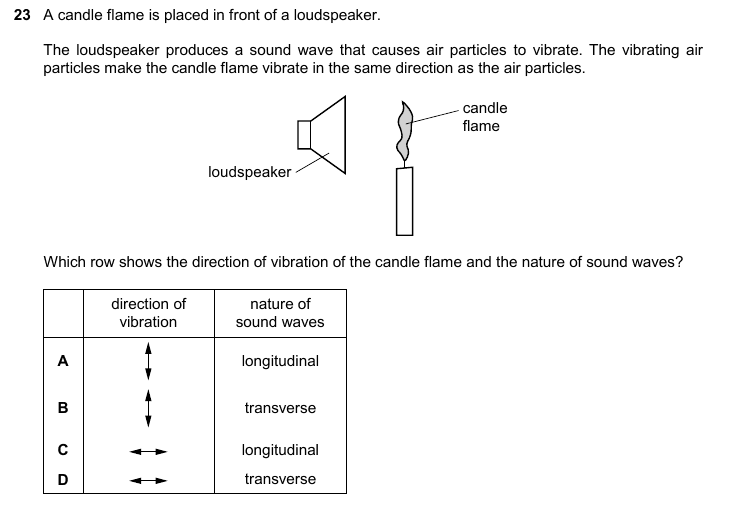 23 A candle flame is placed in front of a loudspeaker.
The loudspeaker produces a sound wave that causes air particles to vibrate. The vibrating air
particles make the candle flame vibrate in the same direction as the air particles.
candle
flame
loudspeaker
Which row shows the direction of vibration of the candle flame and the nature of sound waves?
direction of vibration nature of sound waves
A longitudinal
B transverse
C longitudinal
D transverse